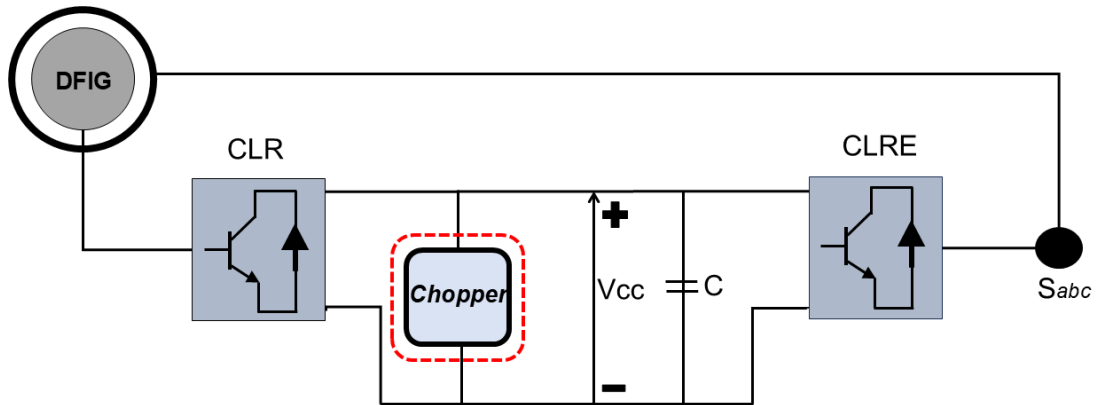 DFIG
CLR
CLRE
+
Chopper
Vcc
C
Sabc
-